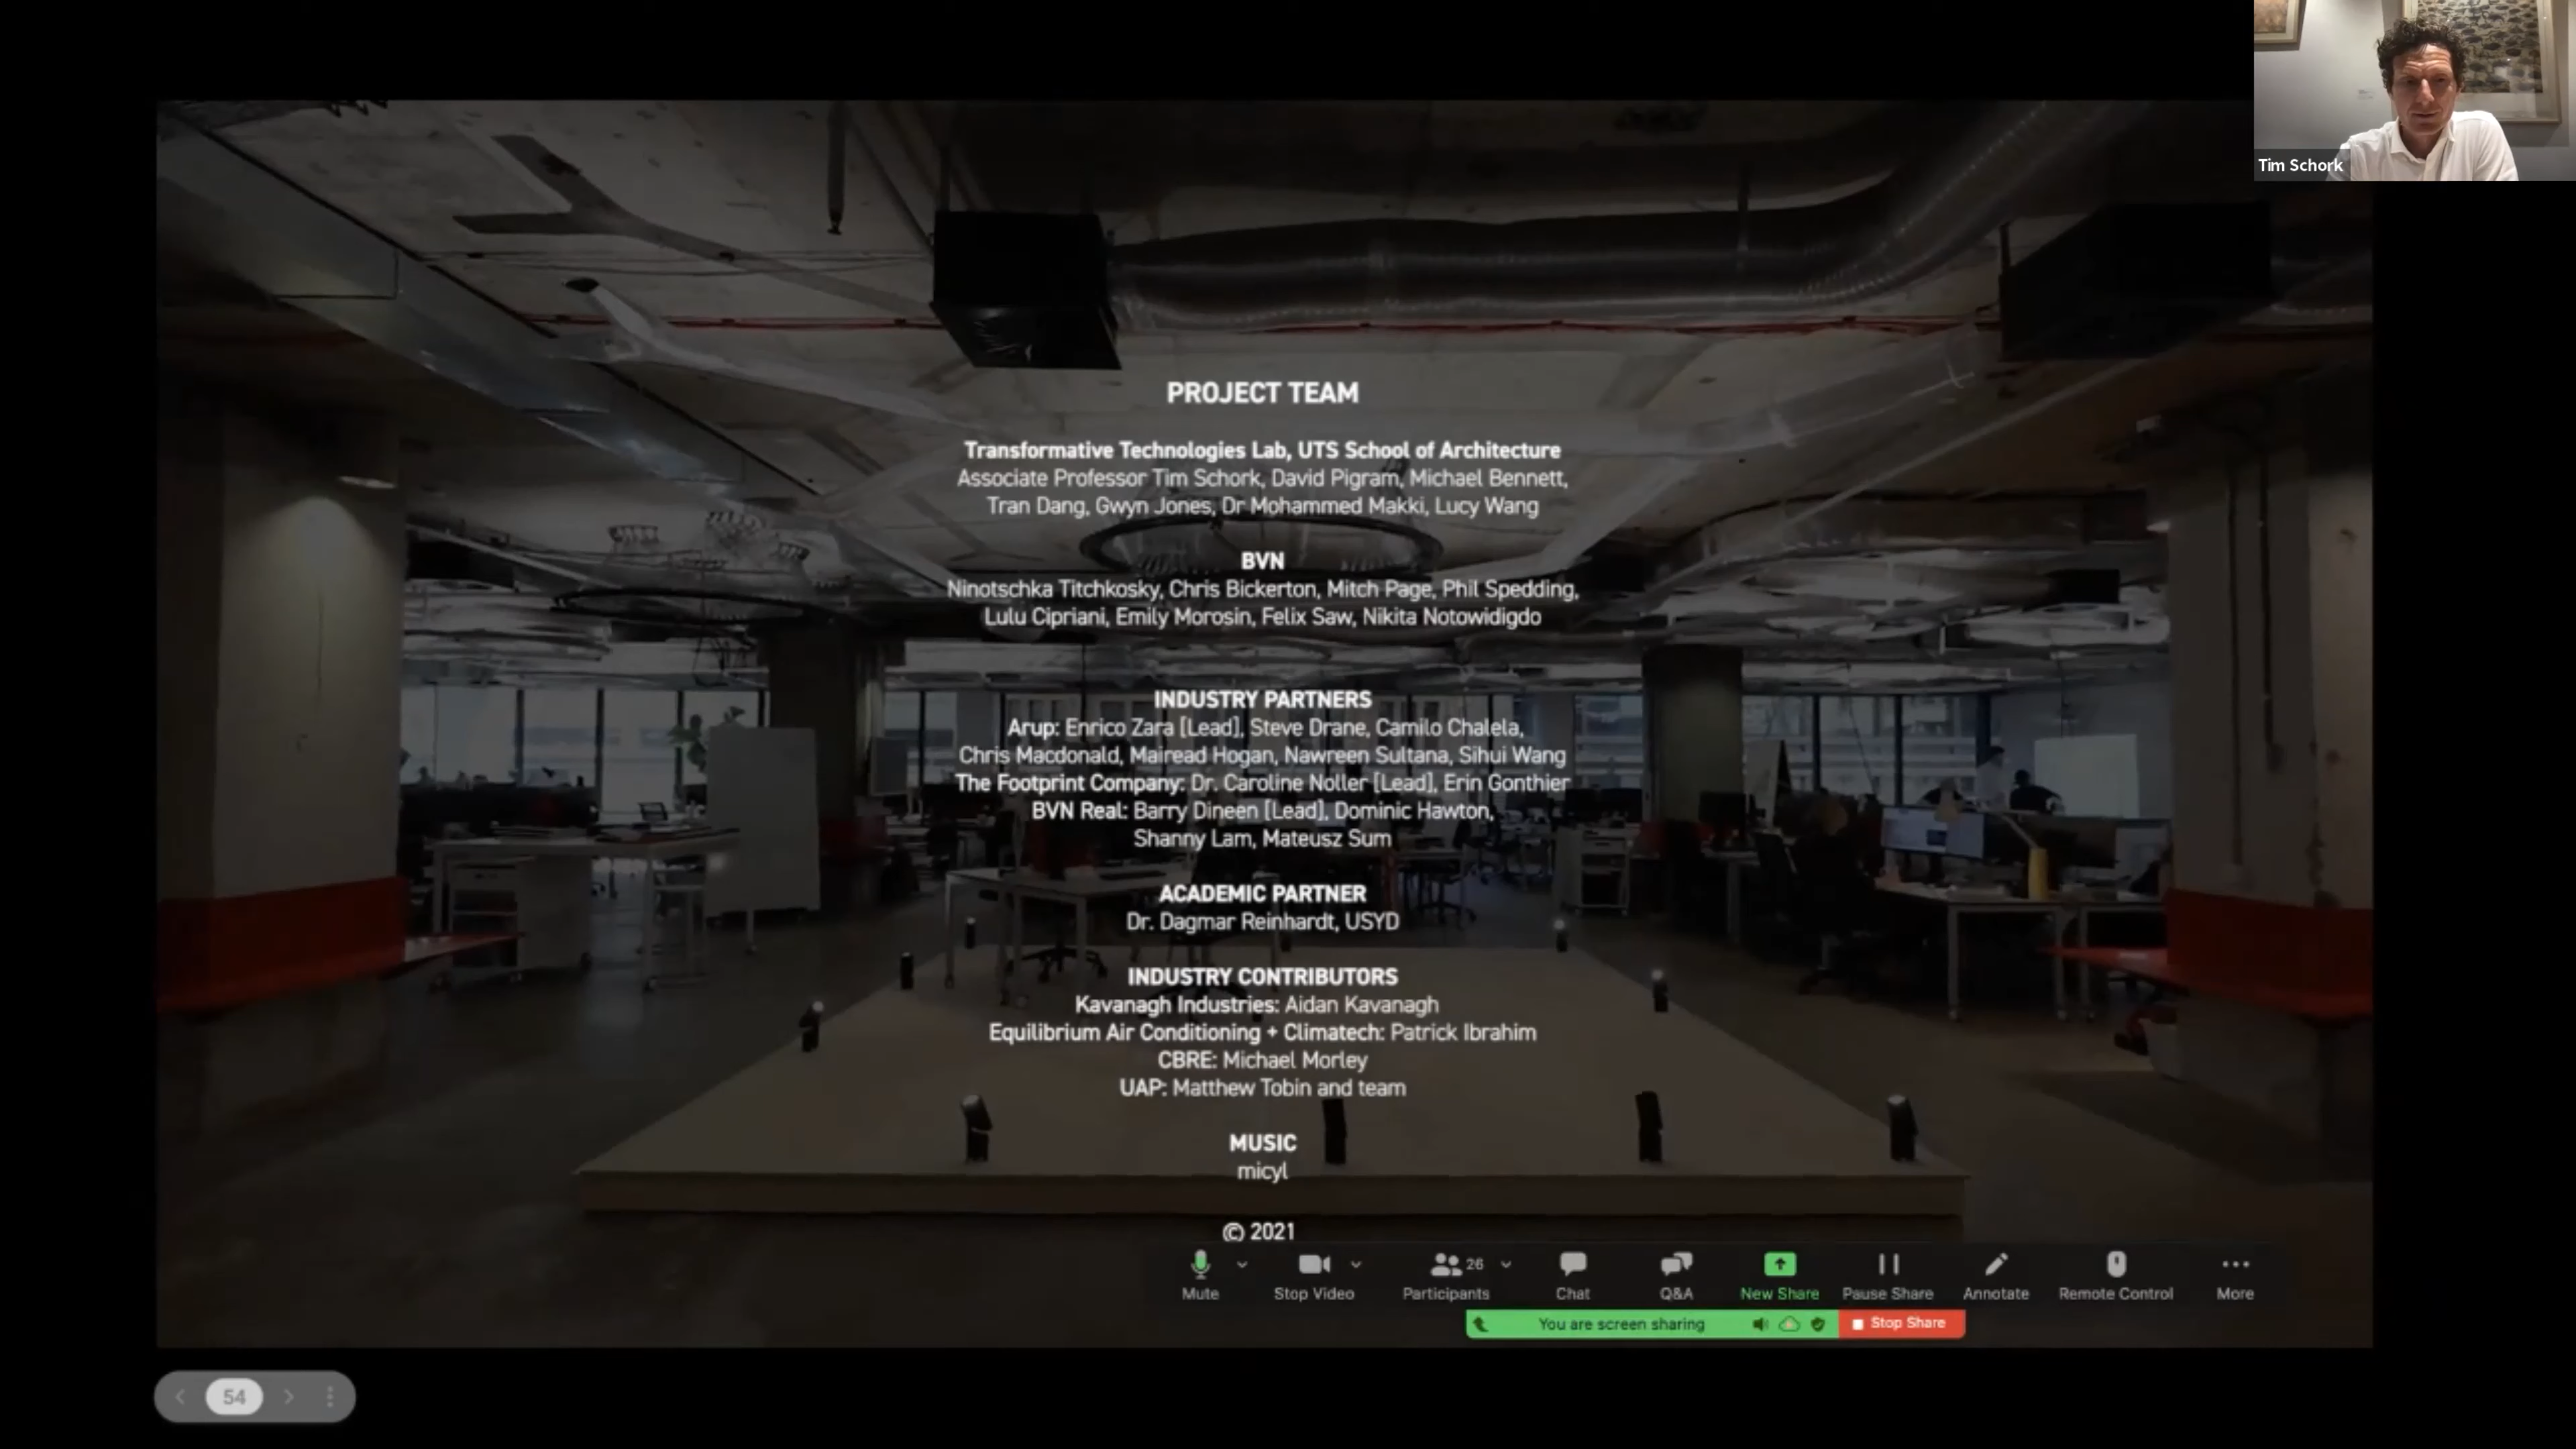 Tim Schork
PROJECT TEAM
Transformative Technologies Lab, UTS School of Architecture
Associate Professor Tim Schork, David Pigram, Michael Bennett,
Tran Dang, Gwyn Jones, Dr Mohammed Makki, Lucy Wang
BVN
Ninotschka Titchkosky, Chris Bickerton, Mitch Page, Phil Spedding,
Lulu Cipriani, Emily Morosin, Felix Saw, Nikita Notowidigdo
INDUSTRY PARTNERS
Arup: Enrico Zara [Lead], Steve Drane, Camilo Chalela,
Chris Macdonald, Mairead Hogan, Nawreen Sultana, Sihui Wang
The Footprint Company: Dr. Caroline Noller [Lead], Erin Gonthier
BVN Real: Barry Dineen [Lead], Dominic Hawton,
Shanny Lam, Mateusz Sum
ACADEMIC PARTNER
Dr. Dagmar Reinhardt, USYD
INDUSTRY CONTRIBUTORS
Kavanagh Industries: Aidan Kavanagh
Equilibrium Air Conditioning + Climatech: Patrick Ibrahim
CBRE: Michael Morley
UAP: Matthew Tobin and team
MUSIC
micyl
© 2021
26
Mute Stop Video Participants Chat Q&A New Share Pause Share Annotate Remote Control More
You are screen sharing Stop Share
54